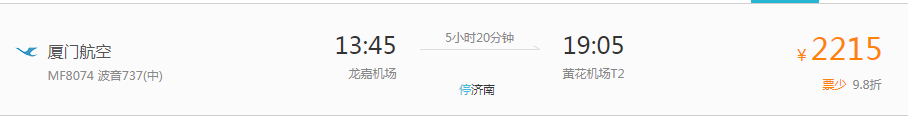 厦门航空
MF8074 波音737(中)
13:45
龙嘉机场
5小时20分钟
停济南
19:05
黄花机场T2
¥2215
票少 9.8折